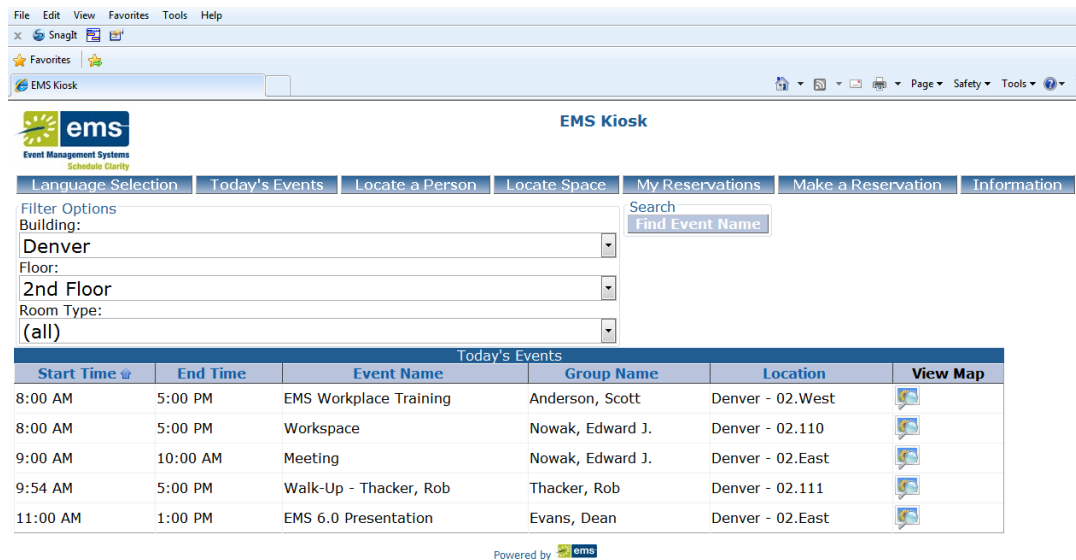 File Edit View Favorites Tools Help
x SnagIt
Favorites
EMS Kiosk
Page Safety Tools
ems
Event Management Systems
Schedule Clarity
EMS Kiosk
Language Selection Today's Events Locate a Person Locate Space My Reservations Make a Reservation Information
Filter Options
Building:
Denver
Floor:
2nd Floor
Room Type:
(all)
Search
Find Event Name
Today's Events
Start Time End Time Event Name Group Name Location View Map
8:00 AM 5:00 PM EMS Workplace Training Anderson, Scott Denver - 02.West
8:00 AM 5:00 PM Workspace Nowak, Edward J. Denver - 02.110
9:00 AM 10:00 AM Meeting Nowak, Edward J. Denver - 02.East
9:54 AM 5:00 PM Walk-Up - Thacker, Rob Thacker, Rob Denver - 02.111
11:00 AM 1:00 PM EMS 6.0 Presentation Evans, Dean Denver - 02.East
Powered by ems